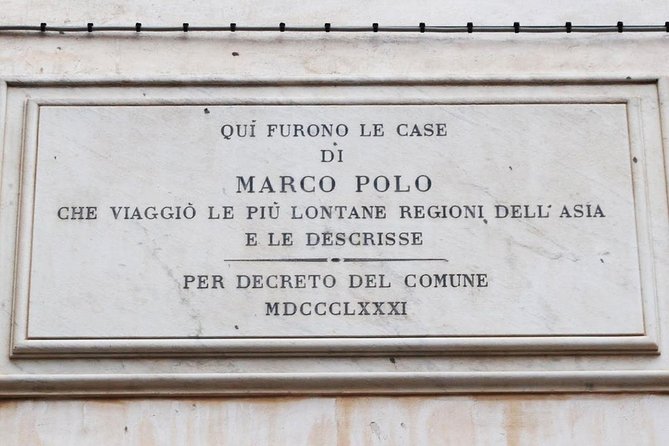 QUI FURONO LE CASE
DI
MARCO POLO
CHE VIAGGIÒ LE PIÙ LONTANE REGIONI DELL'ASIA
E LE DESCRISSE
PER DECRETO DEL COMUNE
MDCCCLXXXI